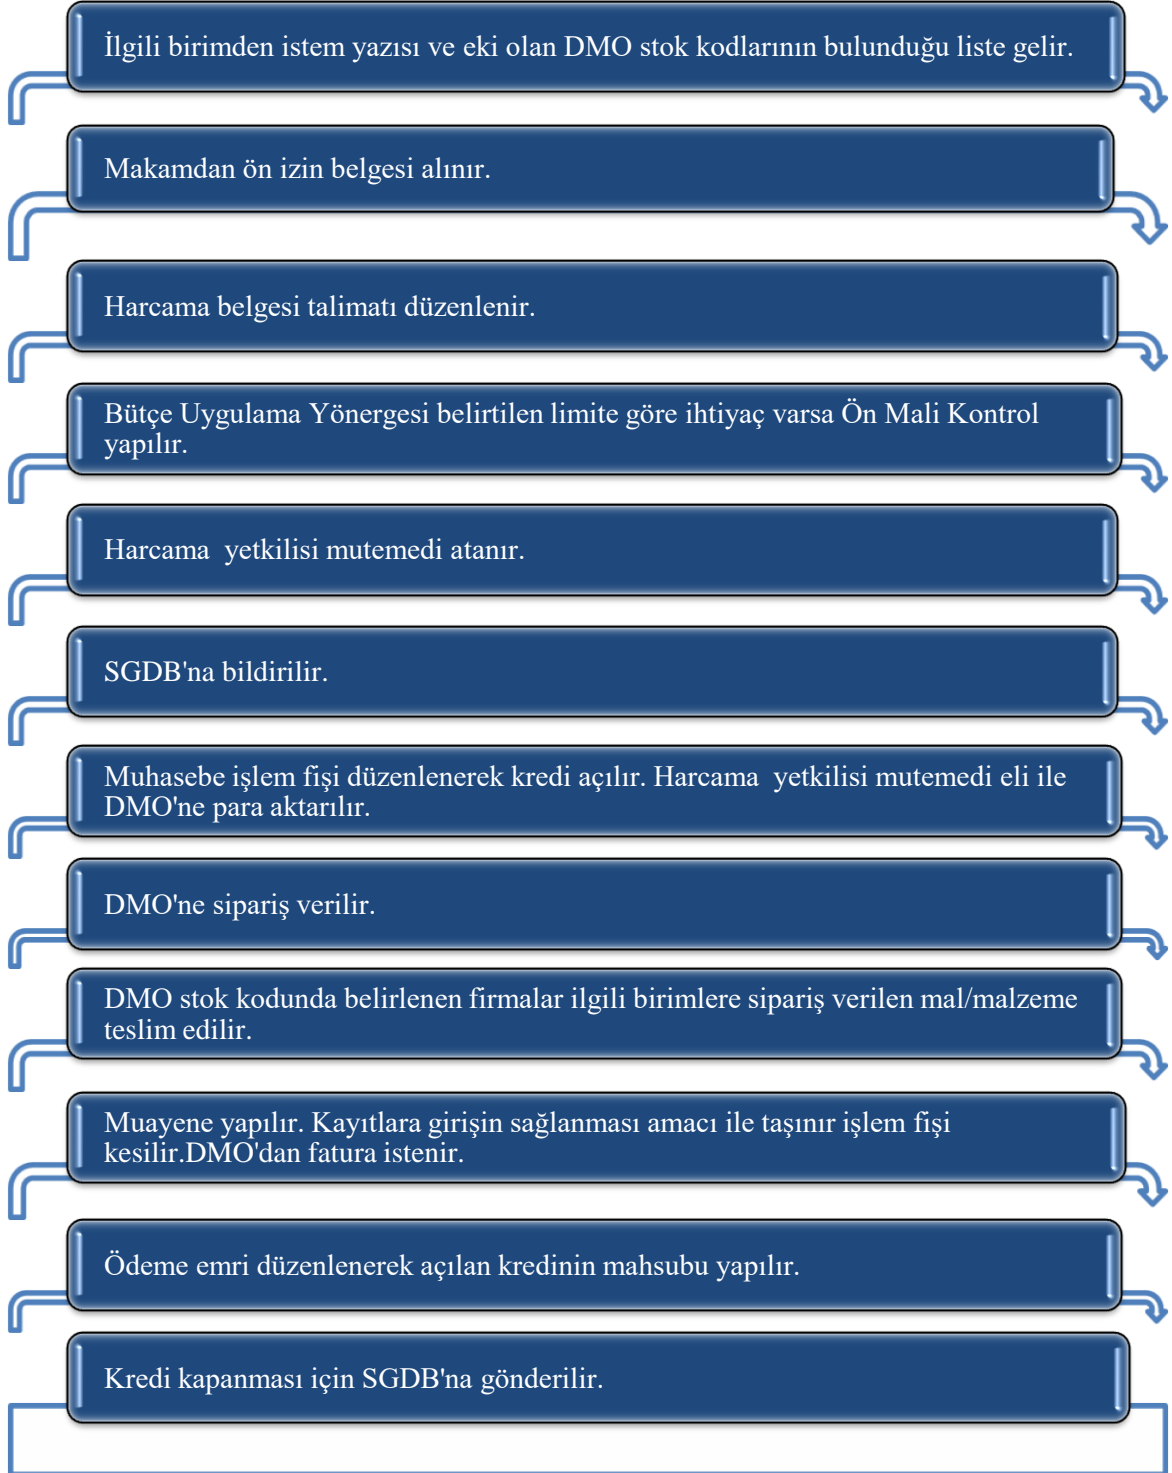 İlgili birimden istem yazısı ve eki olan DMO stok kodlarının bulunduğu liste gelir.
Makamdan ön izin belgesi alınır.
Harcama belgesi talimatı düzenlenir.
Bütçe Uygulama Yönergesi belirtilen limite göre ihtiyaç varsa Ön Mali Kontrol
yapılır.
Harcama  yetkilisi mutemedi atanır.
SGDB'na bildirilir.
Muhasebe işlem fişi düzenlenerek kredi açılır. Harcama  yetkilisi mutemedi eli ile
DMO'ne para aktarılır.
DMO'ne sipariş verilir.
DMO stok kodunda belirlenen firmalar ilgili birimlere sipariş verilen mal/malzeme
teslim edilir.
Muayene yapılır. Kayıtlara girişin sağlanması amacı ile taşınır işlem fişi
kesilir.DMO'dan fatura istenir.
Ödeme emri düzenlenerek açılan kredinin mahsubu yapılır.
Kredi kapanması için SGDB'na gönderilir.